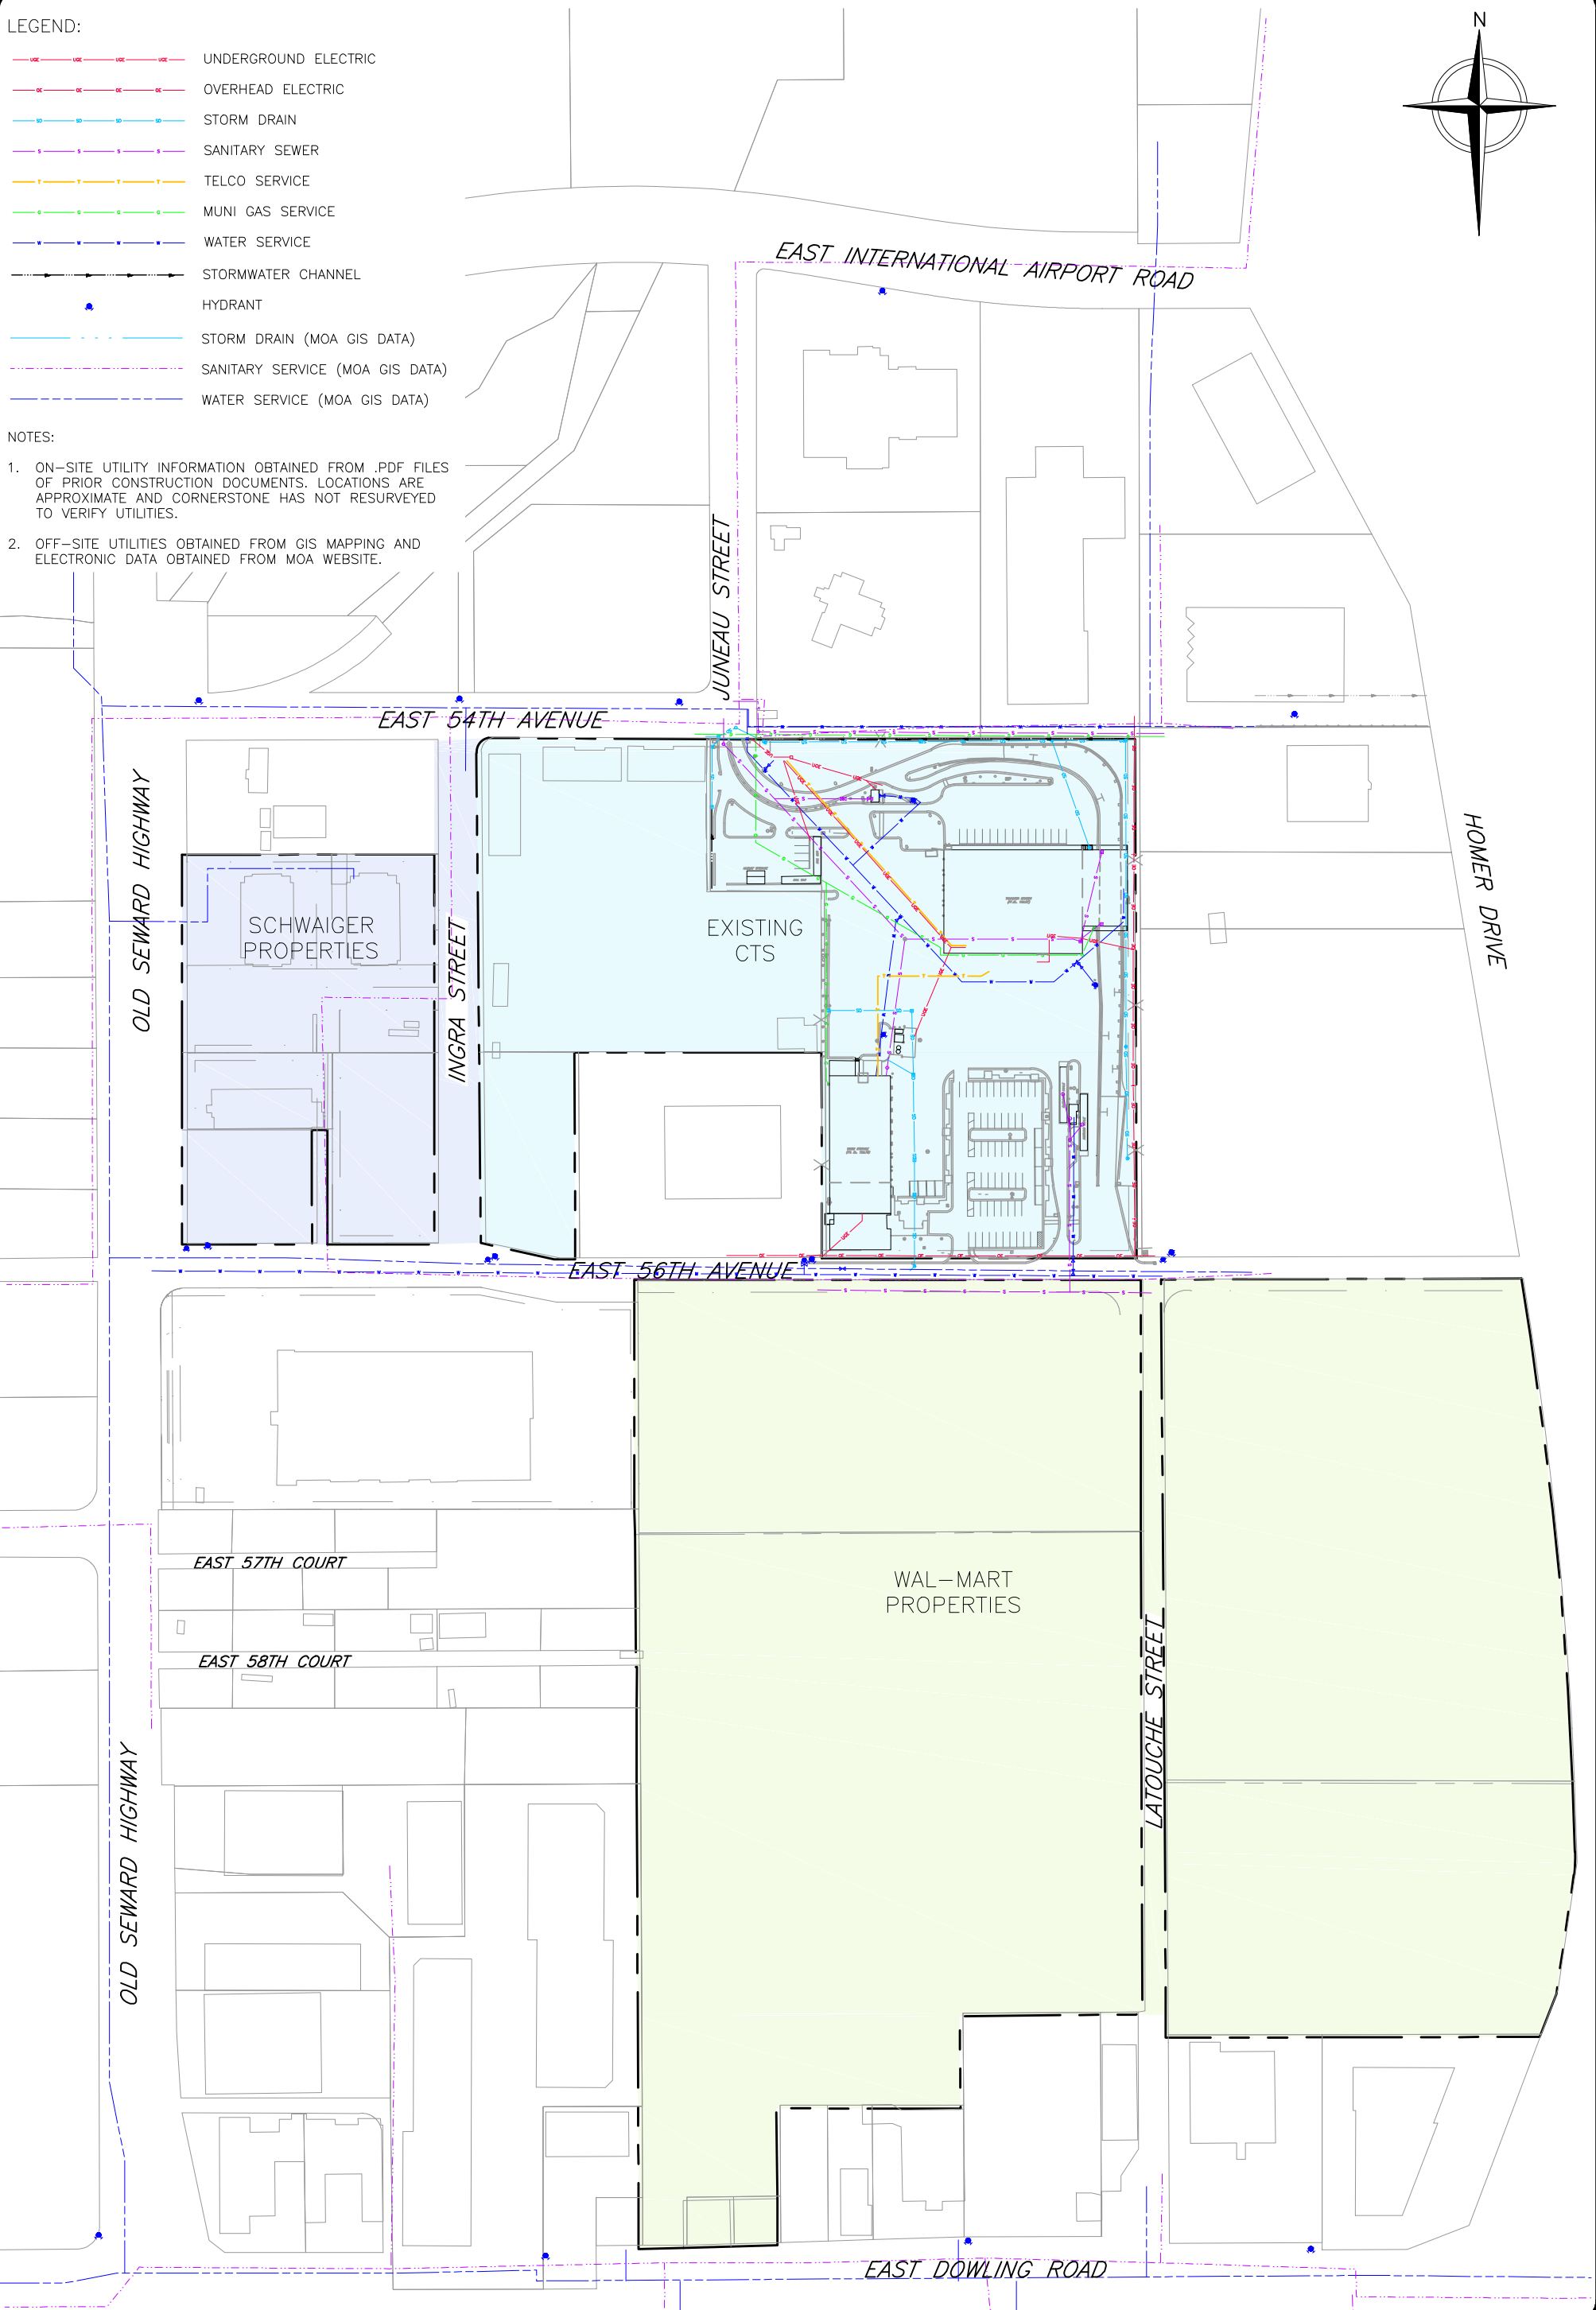 LEGEND:
N
UNDERGROUND ELECTRIC
OVERHEAD ELECTRIC
STORM DRAIN
SANITARY SEWER
TELCO SERVICE
MUNI GAS SERVICE
WATER SERVICE
STORMWATER CHANNEL
HYDRANT
STORM DRAIN (MOA GIS DATA)
SANITARY SERVICE (MOA GIS DATA)
WATER SERVICE (MOA GIS DATA)
NOTES:
1. ON-SITE UTILITY INFORMATION OBTAINED FROM .PDF FILES
OF PRIOR CONSTRUCTION DOCUMENTS. LOCATIONS ARE
APPROXIMATE AND CORNERSTONE HAS NOT RESURVEYED
TO VERIFY UTILITIES.
2. OFF-SITE UTILITIES OBTAINED FROM GIS MAPPING AND
ELECTRONIC DATA OBTAINED FROM MOA WEBSITE.
EAST INTERNATIONAL AIRPORT ROAD
JUNEAU STREET
EAST 54TH AVENUE
OLD SEWARD HIGHWAY
SCHWAIGER
PROPERTIES
INGRA STREET
EXISTING
CTS
HOMER DRIVE
EAST 56TH AVENUE
EAST 57TH COURT
WAL-MART
PROPERTIES
EAST 58TH COURT
LATOUCHE STREET
OLD SEWARD HIGHWAY
EAST DOWLING ROAD